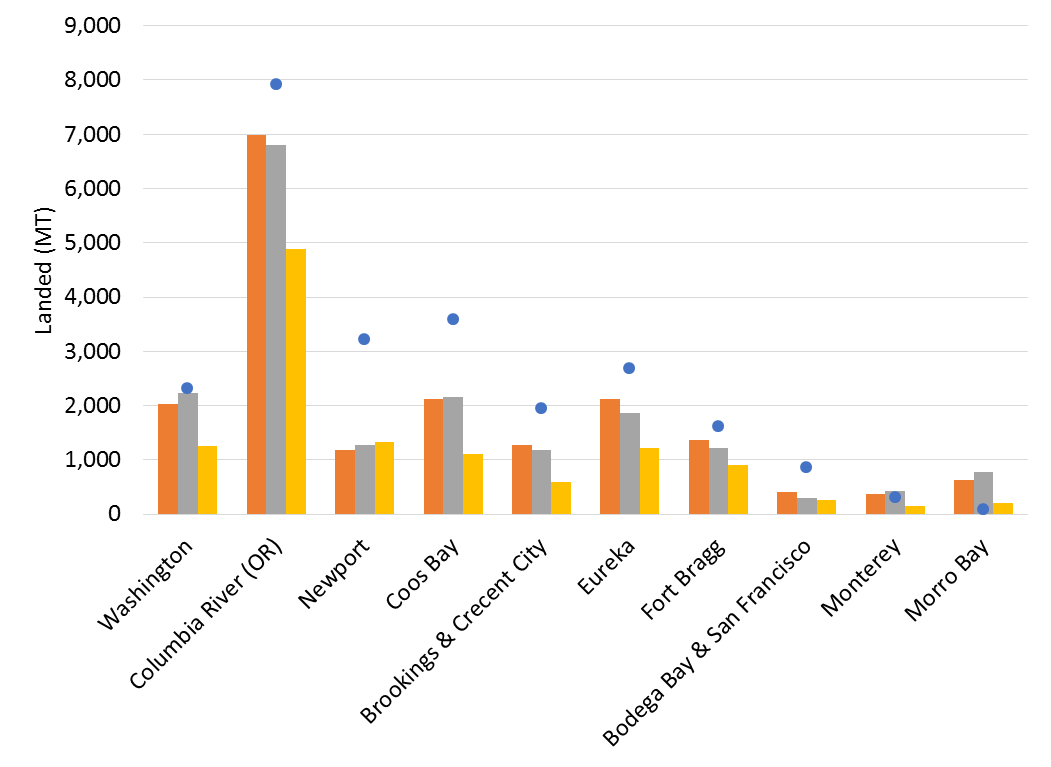 9,000
8,000
7,000
6,000
5,000
4,000
3,000
2,000
1,000
0
Landed (MT)
Washington
Columbia River (OR)
Newport
Coos Bay
Brookings & Crecent City
Eureka
Fort Bragg
Bodega Bay & San Francisco
Monterey
Morro Bay